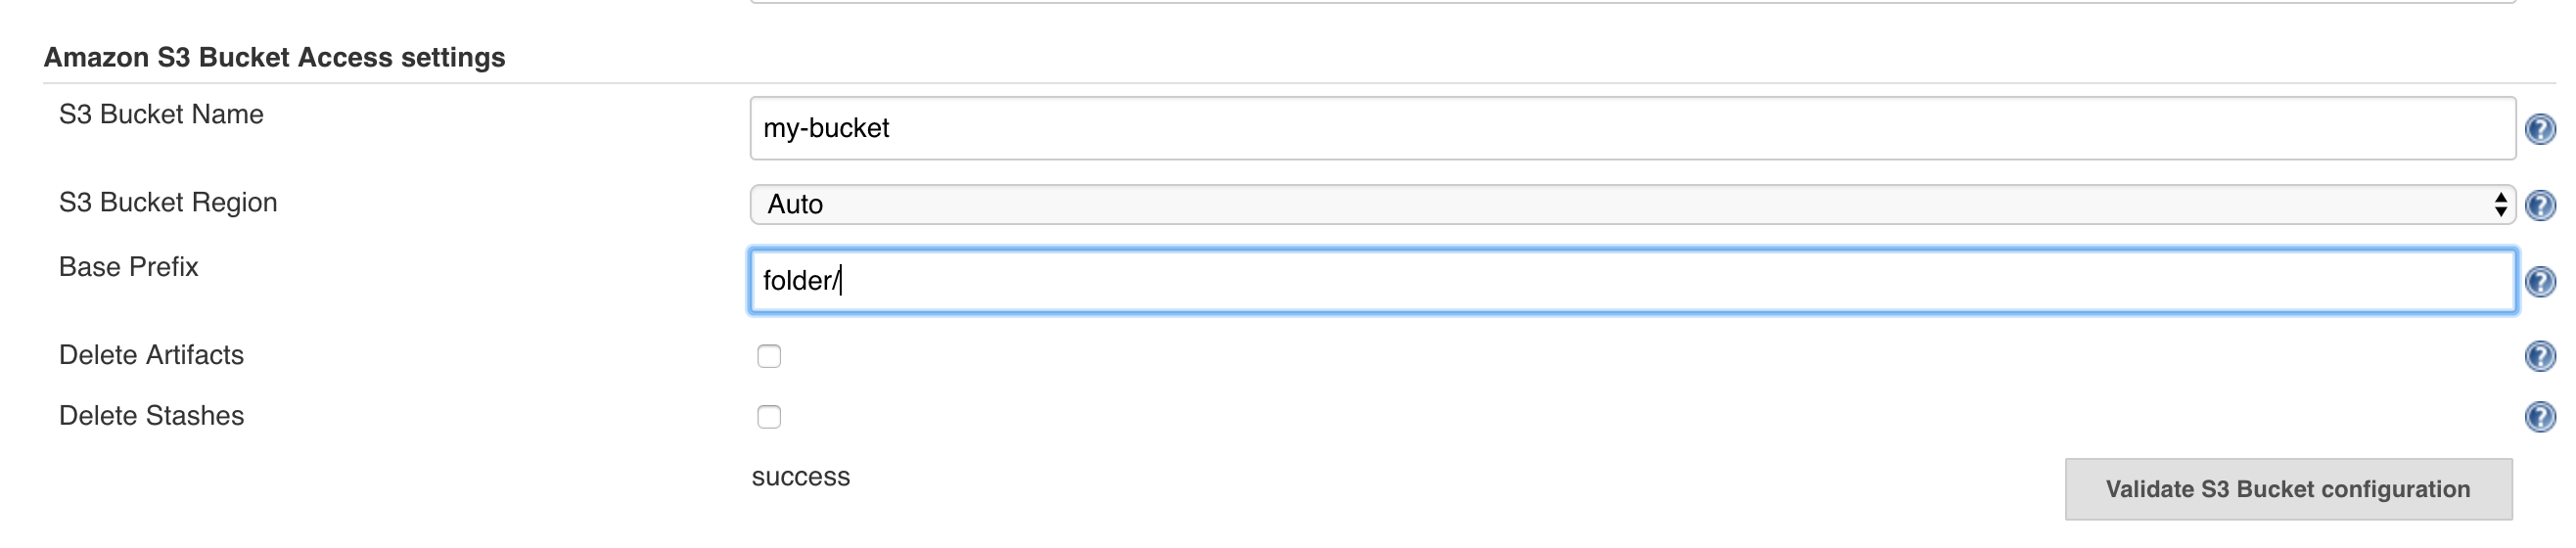 Amazon S3 Bucket Access settings
S3 Bucket Name
my-bucket
S3 Bucket Region
Auto
Base Prefix
folder/
Delete Artifacts
Delete Stashes
success
Validate S3 Bucket configuration